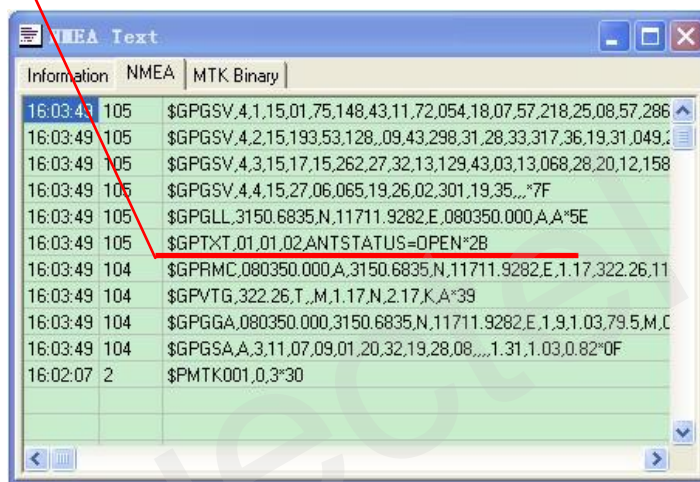 NMEA Text
Information NMEA MTK Binary
16:03:49 105 $GPGSV,4,1,15,01,75,148,43,11,72,054,18,07,57,218,25,08,57,286
16:03:49 105 $GPGSV,4,2,15,193,53,128,,09,43,298,31,28,33,317,36,19,31,049,2
16:03:49 105 $GPGSV,4,3,15,17,15,262,27,32,13,129,43,03,13,068,28,20,12,158
16:03:49 105 $GPGSV,4,4,15,27,06,065,19,26,02,301,19,35,,,*7F
16:03:49 105 $GPGLL,3150.6835,N,11711.9282,E,080350.000,A,A*5E
16:03:49 105 $GPTXT,01,01,02,ANTSTATUS=OPEN*2B
16:03:49 104 $GPRMC,080350.000,A,3150.6835,N,11711.9282,E,1.17,322.26,11
16:03:49 104 $GPVTG,322.26,T,,M,1.17,N,2.17,K,A*39
16:03:49 104 $GPGGA,080350.000,3150.6835,N,11711.9282,E,1,9,1.03,79.5,M,0
16:03:49 104 $GPGSA,A,3,11,07,09,01,20,32,19,28,08,,,,1.31,1.03,0.82*0F
16:02:07 2 $PMTK001,0,3*30